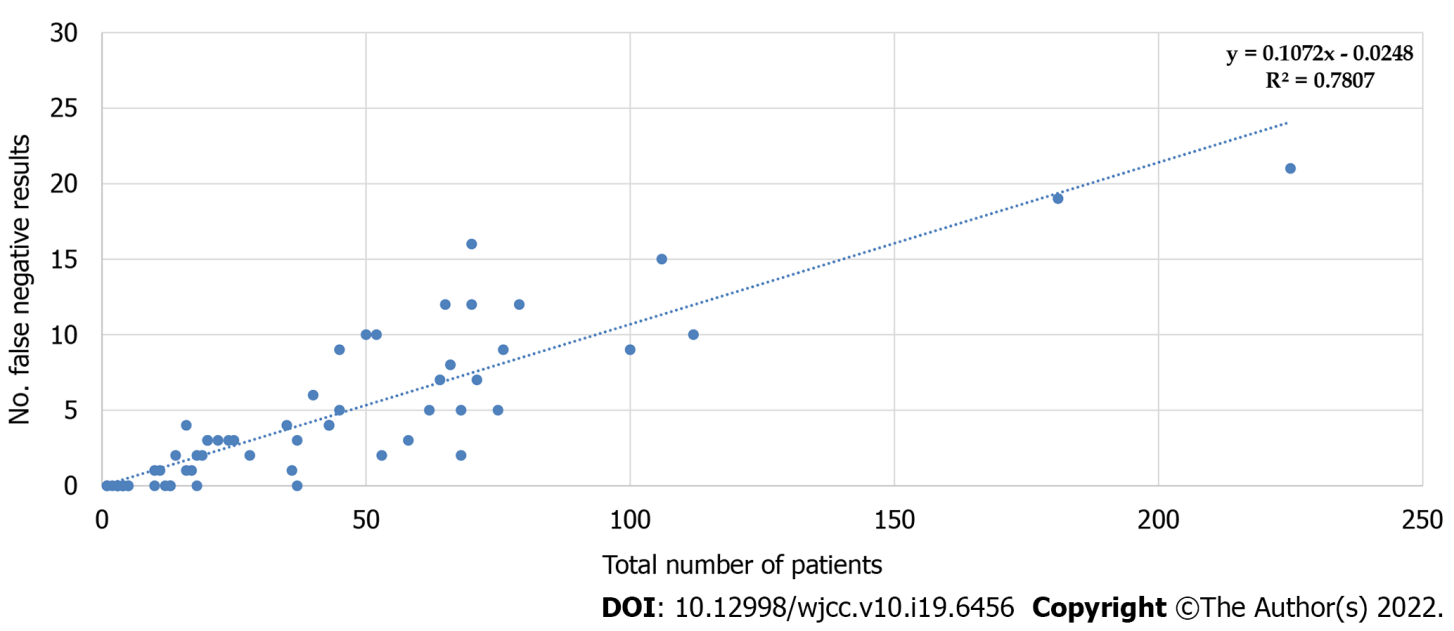 30
y = 0.1072x - 0.0248
R² = 0.7807
25
20
15
10
5
0
No. false negative results
0 50 100 150 200 250
Total number of patients
DOI: 10.12998/wjcc.v10.i19.6456 Copyright ©The Author(s) 2022.